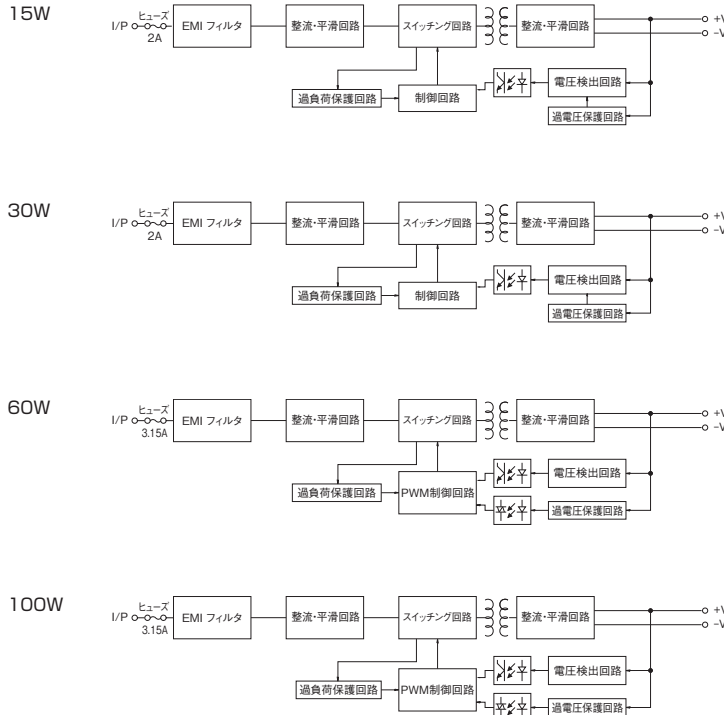 15W
I/P
ヒューズ
2A
EMI フィルタ
整流・平滑回路
スイッチング回路
整流・平滑回路
+V
-V
過負荷保護回路
制御回路
電圧検出回路
過電圧保護回路
30W
I/P
ヒューズ
2A
EMI フィルタ
整流・平滑回路
スイッチング回路
整流・平滑回路
+V
-V
過負荷保護回路
制御回路
電圧検出回路
過電圧保護回路
60W
I/P
ヒューズ
3.15A
EMI フィルタ
整流・平滑回路
スイッチング回路
整流・平滑回路
+V
-V
過負荷保護回路
PWM制御回路
電圧検出回路
過電圧保護回路
100W
I/P
ヒューズ
3.15A
EMI フィルタ
整流・平滑回路
スイッチング回路
整流・平滑回路
+V
-V
過負荷保護回路
PWM制御回路
電圧検出回路
過電圧保護回路